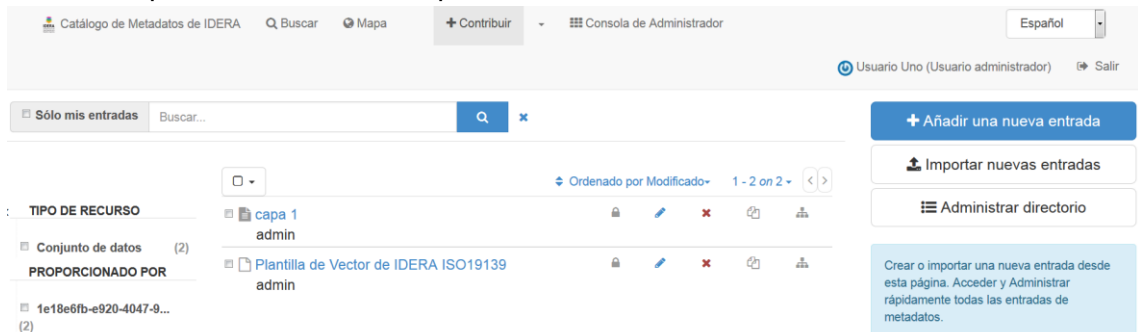 Catálogo de Metadatos de IDERA Buscar Mapa Contribuir Consola de Administrador Español
Usuario Uno (Usuario administrador) Salir
Sólo mis entradas Buscar...
Añadir una nueva entrada
Importar nuevas entradas
Administrar directorio
Ordenado por Modificado 1 - 2 on 2
TIPO DE RECURSO
Conjunto de datos (2)
PROPORCIONADO POR
1e18e6fb-e920-4047-9...
(2)
capa 1
admin
Plantilla de Vector de IDERA ISO19139
admin
Crear o importar una nueva entrada desde
esta página. Acceder y Administrar
rápidamente todas las entradas de
metadatos.